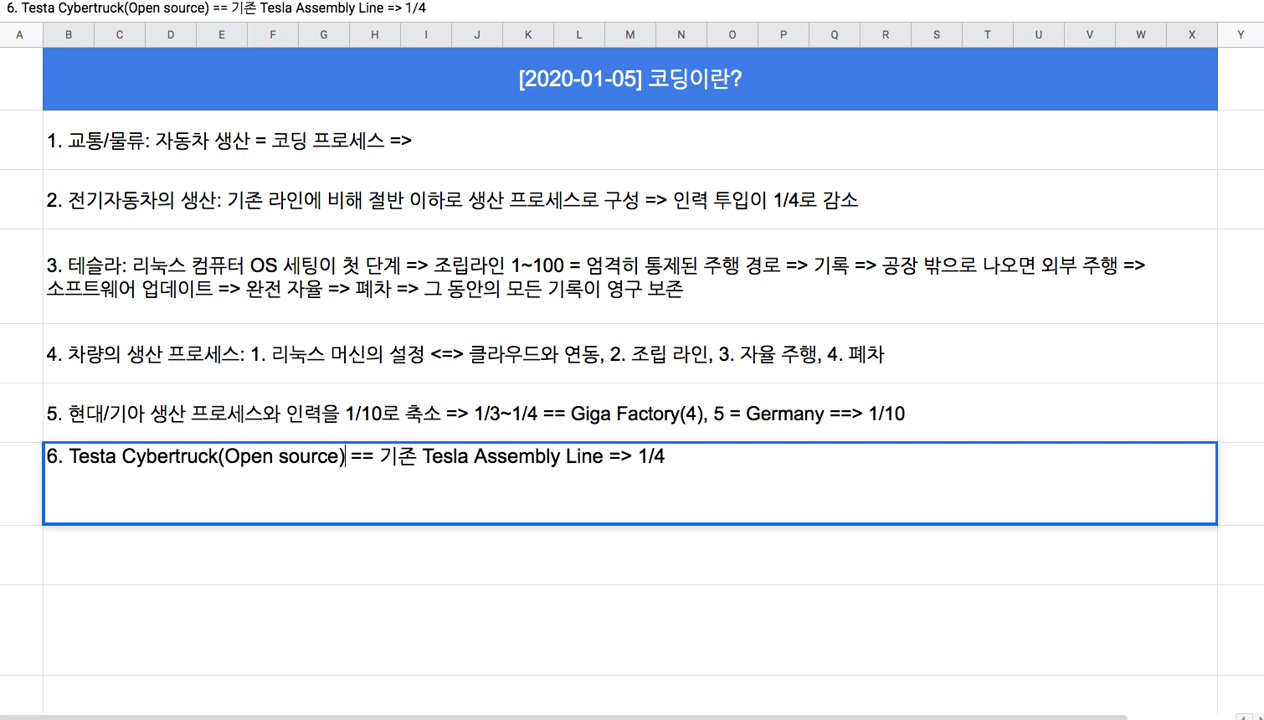 6. Testa Cybertruck(Open source) == 기존 Tesla Assembly Line => 1/4
A B C D E F G H I J K L M N O P Q R S T U V W X Y
[2020-01-05] 코딩이란?
1. 교통/물류: 자동차 생산 = 코딩 프로세스 =>
2. 전기자동차의 생산: 기존 라인에 비해 절반 이하로 생산 프로세스로 구성 => 인력 투입이 1/4로 감소
3. 테슬라: 리눅스 컴퓨터 OS 세팅이 첫 단계 => 조립라인 1~100 = 엄격히 통제된 주행 경로 => 기록 => 공장 밖으로 나오면 외부 주행 =>
소프트웨어 업데이트 => 완전 자율 => 폐차 => 그 동안의 모든 기록이 영구 보존
4. 차량의 생산 프로세스: 1. 리눅스 머신의 설정 <=> 클라우드와 연동, 2. 조립 라인, 3. 자율 주행, 4. 폐차
5. 현대/기아 생산 프로세스와 인력을 1/10로 축소 => 1/3~1/4 == Giga Factory(4), 5 = Germany ==> 1/10
6. Testa Cybertruck(Open source) == 기존 Tesla Assembly Line => 1/4